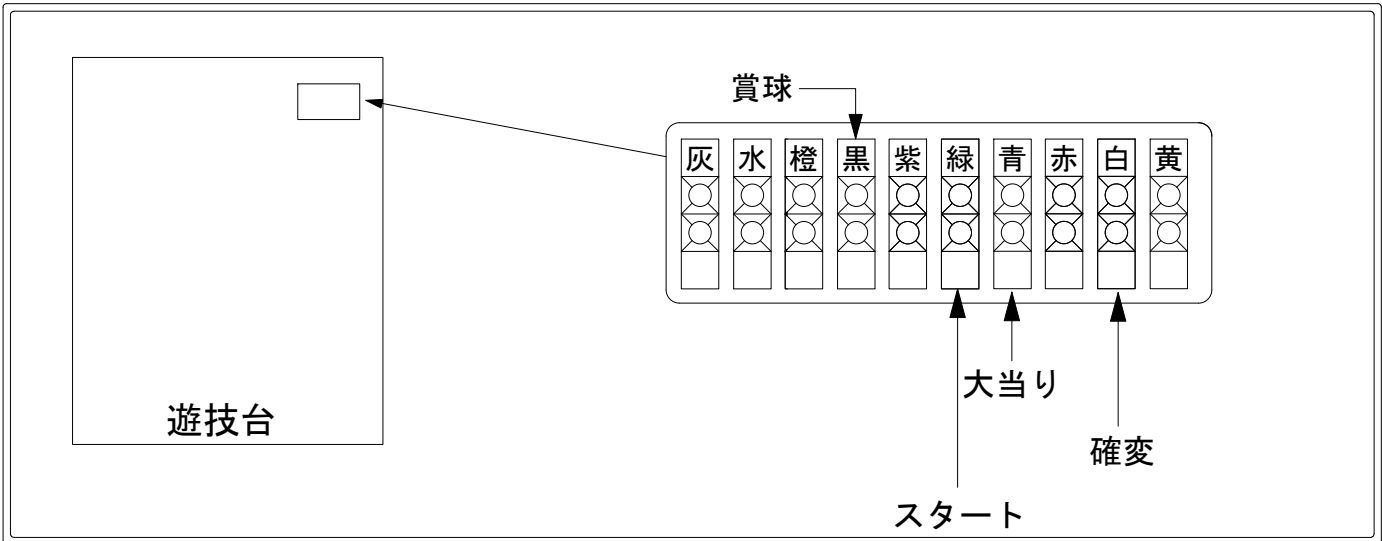 賞球
灰 水 橙 黒 紫 緑 青 赤 白 黄
大当り
遊技台
確変
スタート